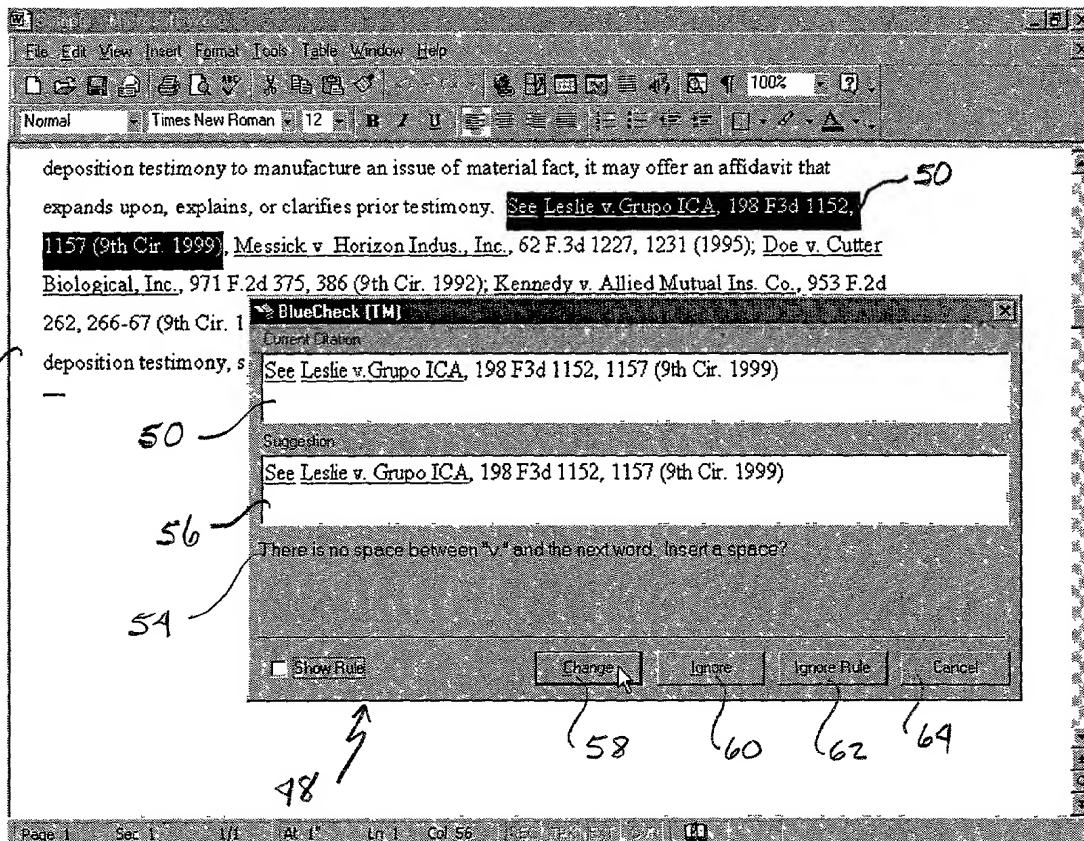 File Edit View Insert Format Tools Table Window Help
100%
Normal Times New Roman 12 B I U A
deposition testimony to manufacture an issue of material fact, it may offer an affidavit that
50
expands upon, explains, or clarifies prior testimony. See Leslie v. Grupo ICA, 198 F3d 1152,
1157 (9th Cir. 1999), Messick v Horizon Indus., Inc., 62 F.3d 1227, 1231 (1995); Doe v. Cutter
Biological, Inc., 971 F.2d 375, 386 (9th Cir. 1992); Kennedy v. Allied Mutual Ins. Co., 953 F.2d
262, 266-67 (9th Cir. 1
deposition testimony, s
BlueCheck [TM]
Current Citation
See Leslie v.Grupo ICA, 198 F3d 1152, 1157 (9th Cir. 1999)
50
Suggestion
See Leslie v. Grupo ICA, 198 F3d 1152, 1157 (9th Cir. 1999)
56
There is no space between "v." and the next word. Insert a space?
54
Show Rule Change Ignore Ignore Rule Cancel
58 60 62 64
48
Page 1 Sec 1 1/1 At 1" Ln 1 Col 56